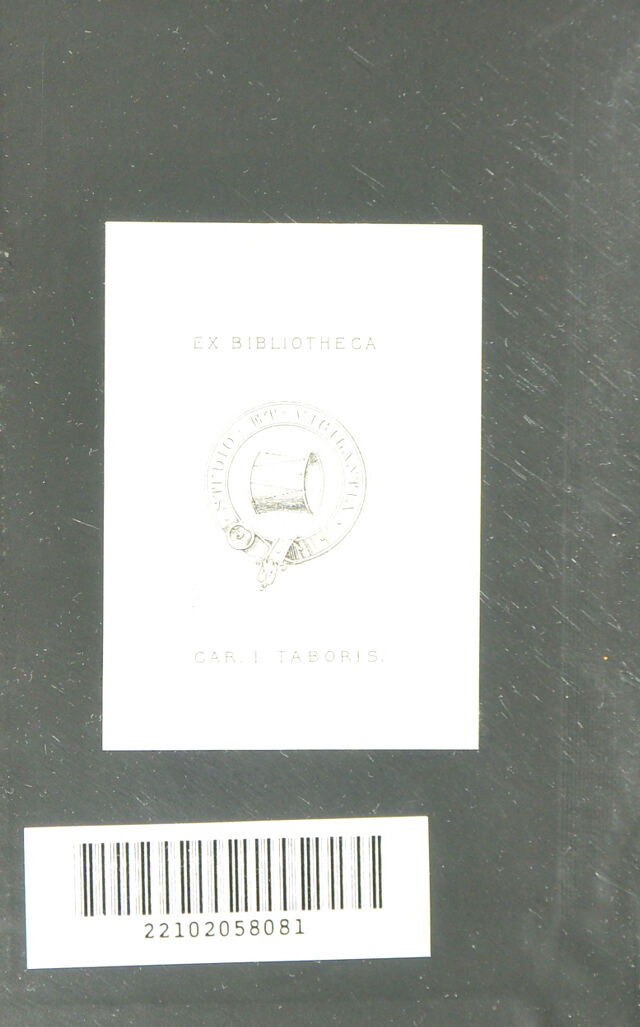 EX BIBLIOTHECA
STUDIO · ET · VIGILANTIA
CAR. I TABORIS.
22102058081